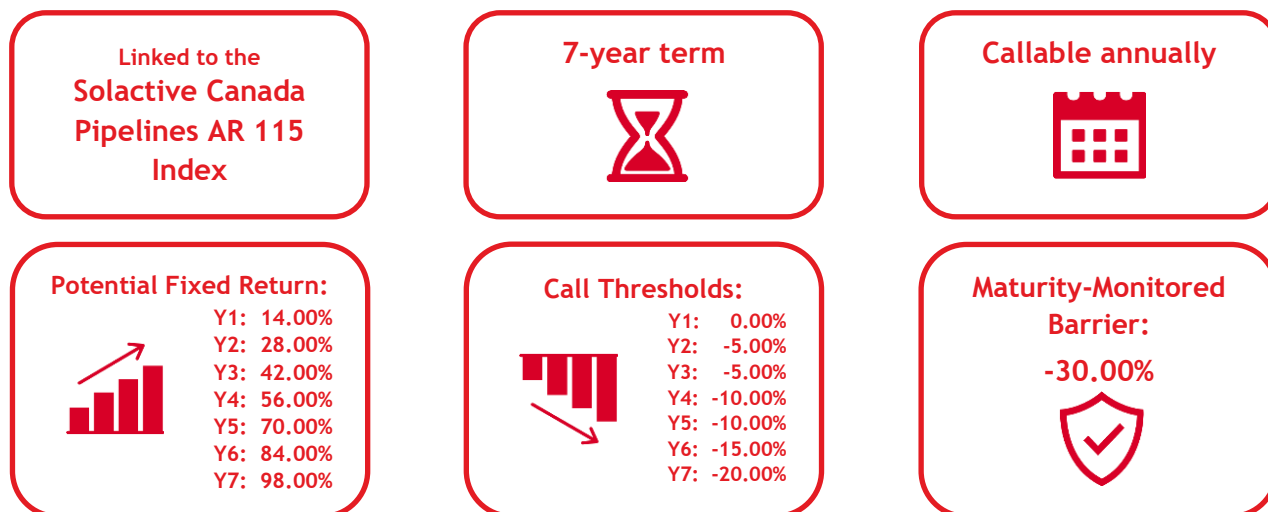 Linked to the
Solactive Canada
Pipelines AR 115
Index
7-year term
Callable annually
Potential Fixed Return:
Y1: 14.00%
Y2: 28.00%
Y3: 42.00%
Y4: 56.00%
Y5: 70.00%
Y6: 84.00%
Y7: 98.00%
Call Thresholds:
Y1: 0.00%
Y2: -5.00%
Y3: -5.00%
Y4: -10.00%
Y5: -10.00%
Y6: -15.00%
Y7: -20.00%
Maturity-Monitored
Barrier:
-30.00%